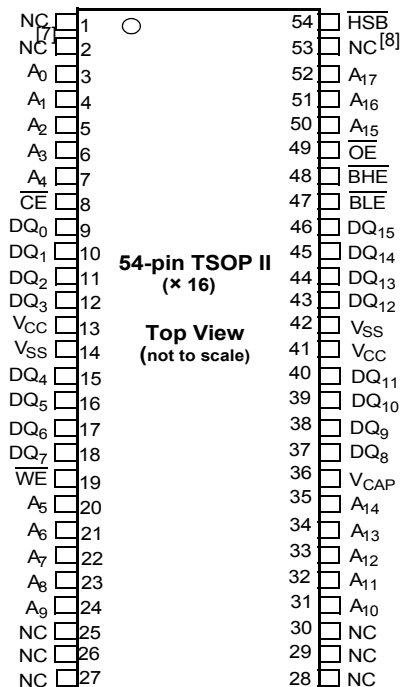 NC 1 54 H̅S̅B̅
[7]
NC 2 53 NC [8]
A0 3 52 A17
A1 4 51 A16
A2 5 50 A15
A3 6 49 O̅E̅
A4 7 48 B̅H̅E̅
C̅E̅ 8 47 B̅L̅E̅
DQ0 9 46 DQ15
DQ1 10 45 DQ14
DQ2 11 44 DQ13
DQ3 12 43 DQ12
VCC 13 42 VSS
VSS 14 41 VCC
DQ4 15 40 DQ11
DQ5 16 39 DQ10
DQ6 17 38 DQ9
DQ7 18 37 DQ8
W̅E̅ 19 36 VCAP
A5 20 35 A14
A6 21 34 A13
A7 22 33 A12
A8 23 32 A11
A9 24 31 A10
NC 25 30 NC
NC 26 29 NC
NC 27 28 NC
54-pin TSOP II
(× 16)
Top View
(not to scale)